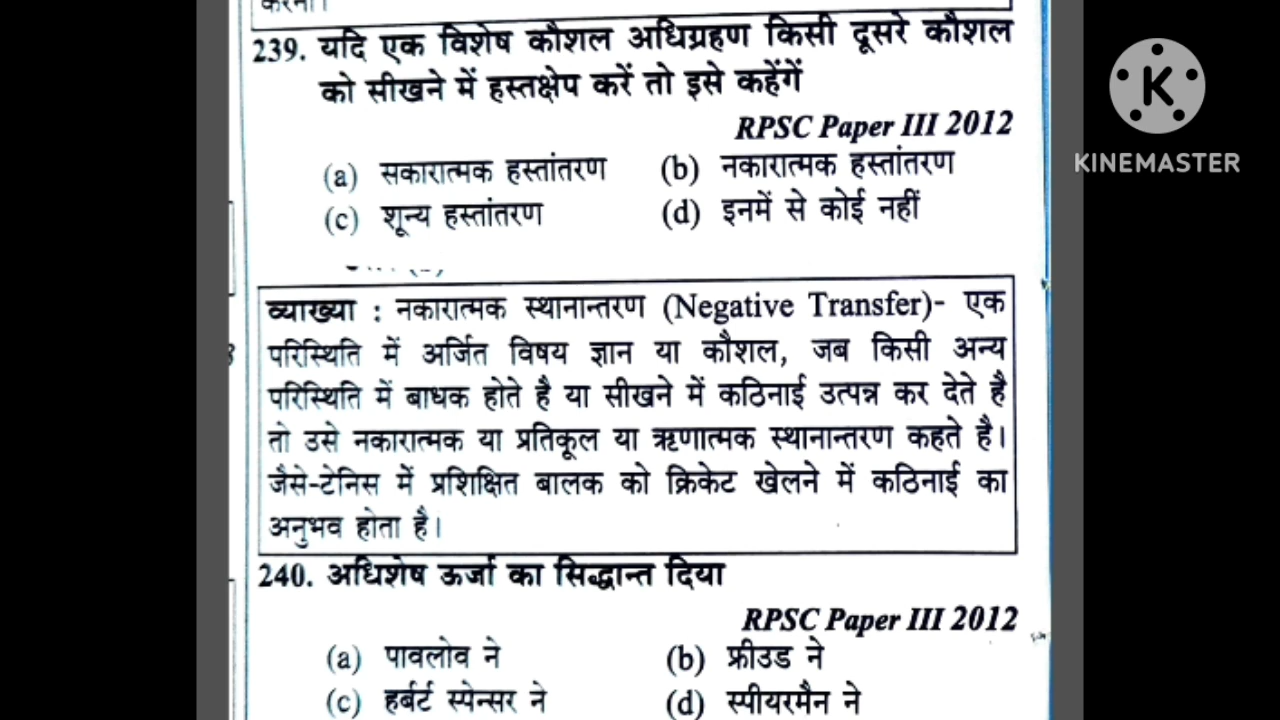 करना।
239. यदि एक विशेष कौशल अधिग्रहण किसी दूसरे कौशल
को सीखने में हस्तक्षेप करें तो इसे कहेंगें
RPSC Paper III 2012
(a) सकारात्मक हस्तांतरण (b) नकारात्मक हस्तांतरण
(c) शून्य हस्तांतरण (d) इनमें से कोई नहीं
व्याख्या : नकारात्मक स्थानान्तरण (Negative Transfer)- एक
परिस्थिति में अर्जित विषय ज्ञान या कौशल, जब किसी अन्य
परिस्थिति में बाधक होते है या सीखने में कठिनाई उत्पन्न कर देते है
तो उसे नकारात्मक या प्रतिकूल या ऋणात्मक स्थानान्तरण कहते है।
जैसे-टेनिस में प्रशिक्षित बालक को क्रिकेट खेलने में कठिनाई का
अनुभव होता है।
240. अधिशेष ऊर्जा का सिद्धान्त दिया
RPSC Paper III 2012
(a) पावलोव ने (b) फ्रीउड ने
(c) हर्बर्ट स्पेन्सर ने (d) स्पीयरमैन ने
K
KINEMASTER